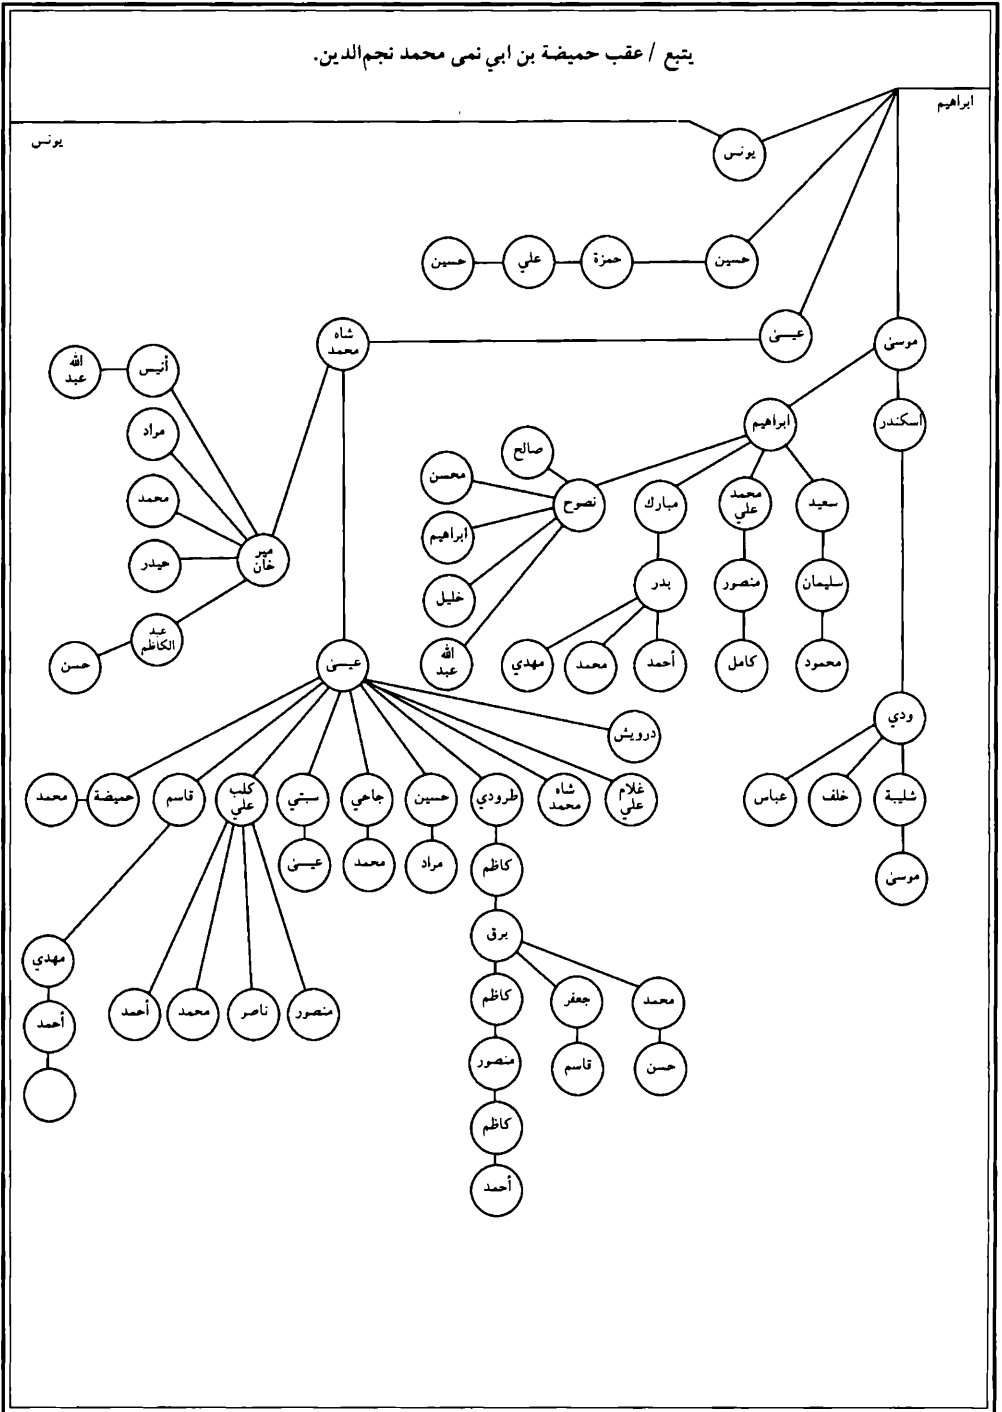 يتبع / عقب حميضة بن ابي نمى محمد نجم‌الدين.
ابراهيم
يونس
يونس
حسين
حمزة
علي
حسين
عيسىٰ
شاه
محمد
موسىٰ
أنيس
الله
عبد
اسكندر
ابراهيم
مراد
صالح
محسن
محمد
سعيد
محمد
علي
مبارك
نصوح
ابراهيم
مير
خان
حيدر
سليمان
منصور
بدر
خليل
عبد
الكاظم
حسن
محمود
كامل
أحمد
محمد
مهدي
الله
عبد
عيسىٰ
ودي
درويش
شليبة
خلف
عباس
غلام
علي
شاه
محمد
طرودي
حسين
جاحي
سبتي
كلب
علي
قاسم
حميضة
محمد
موسىٰ
كاظم
مراد
محمد
عيسىٰ
برق
مهدي
محمد
جعفر
كاظم
منصور
ناصر
محمد
أحمد
أحمد
حسن
قاسم
منصور
كاظم
أحمد